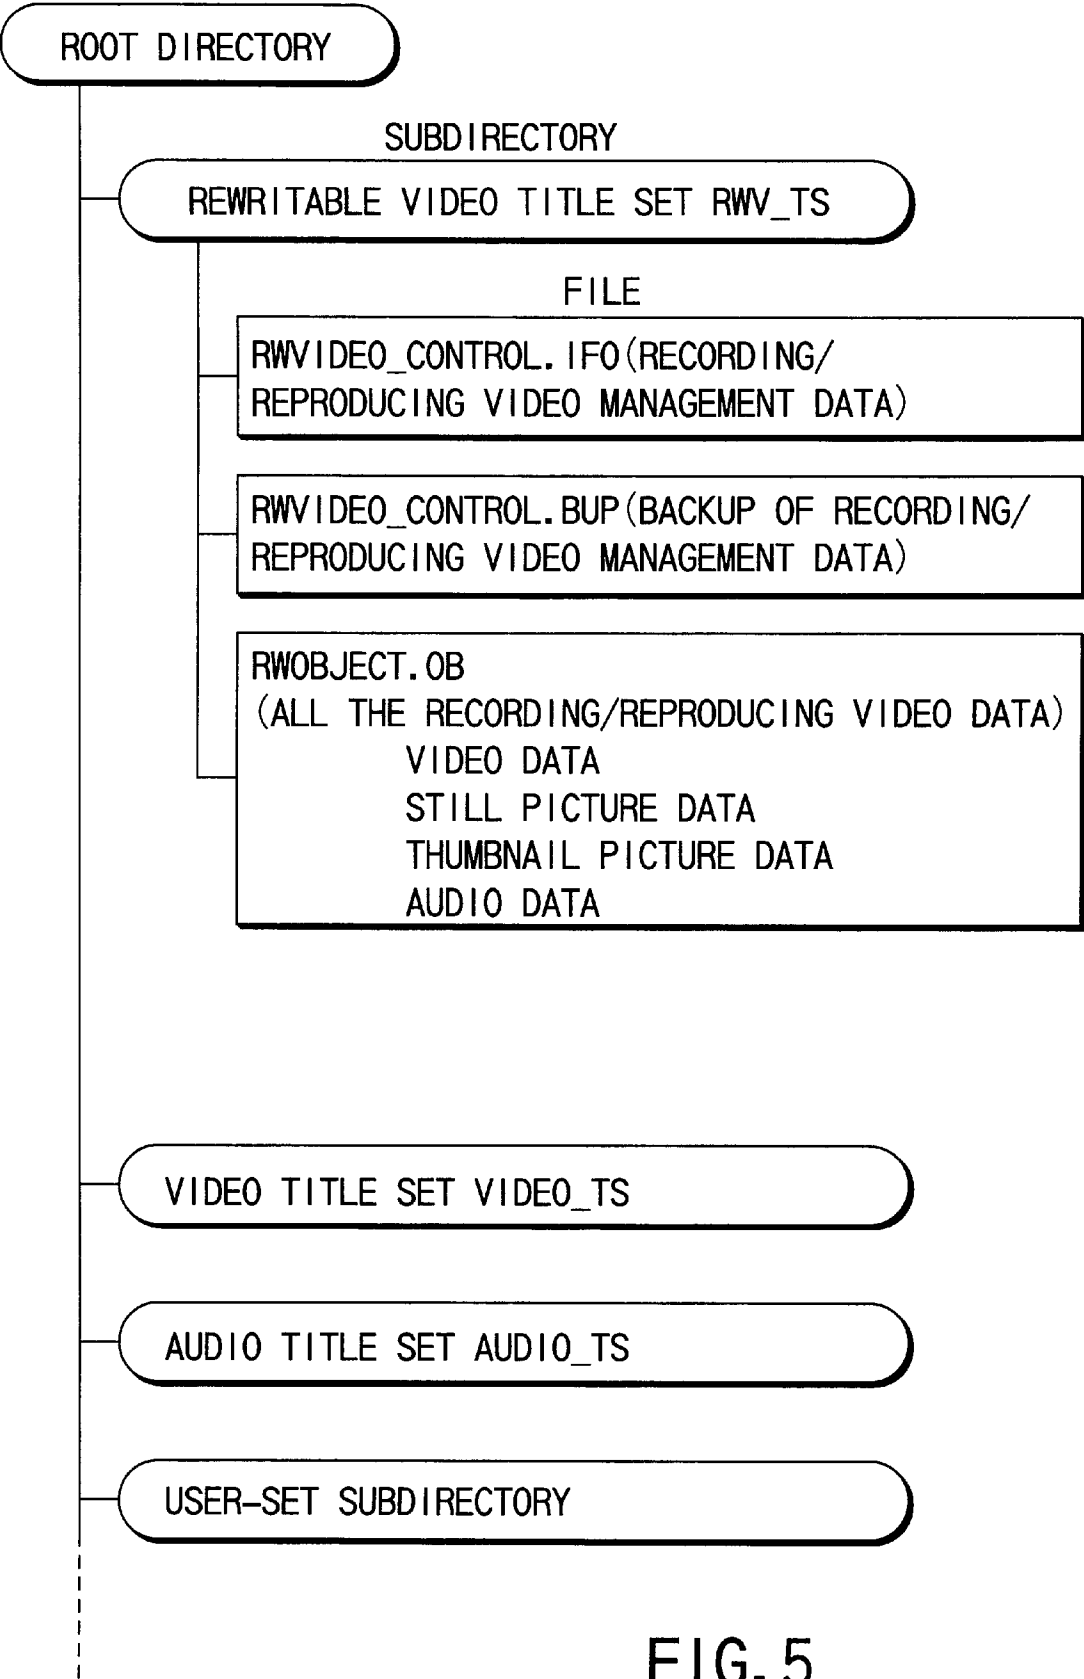 ROOT DIRECTORY
SUBDIRECTORY
REWRITABLE VIDEO TITLE SET RWV_TS
FILE
RWVIDEO_CONTROL.IFO(RECORDING/
REPRODUCING VIDEO MANAGEMENT DATA)
RWVIDEO_CONTROL.BUP(BACKUP OF RECORDING/
REPRODUCING VIDEO MANAGEMENT DATA)
RWOBJECT.OB
(ALL THE RECORDING/REPRODUCING VIDEO DATA)
VIDEO DATA
STILL PICTURE DATA
THUMBNAIL PICTURE DATA
AUDIO DATA
VIDEO TITLE SET VIDEO_TS
AUDIO TITLE SET AUDIO_TS
USER-SET SUBDIRECTORY
FIG.5